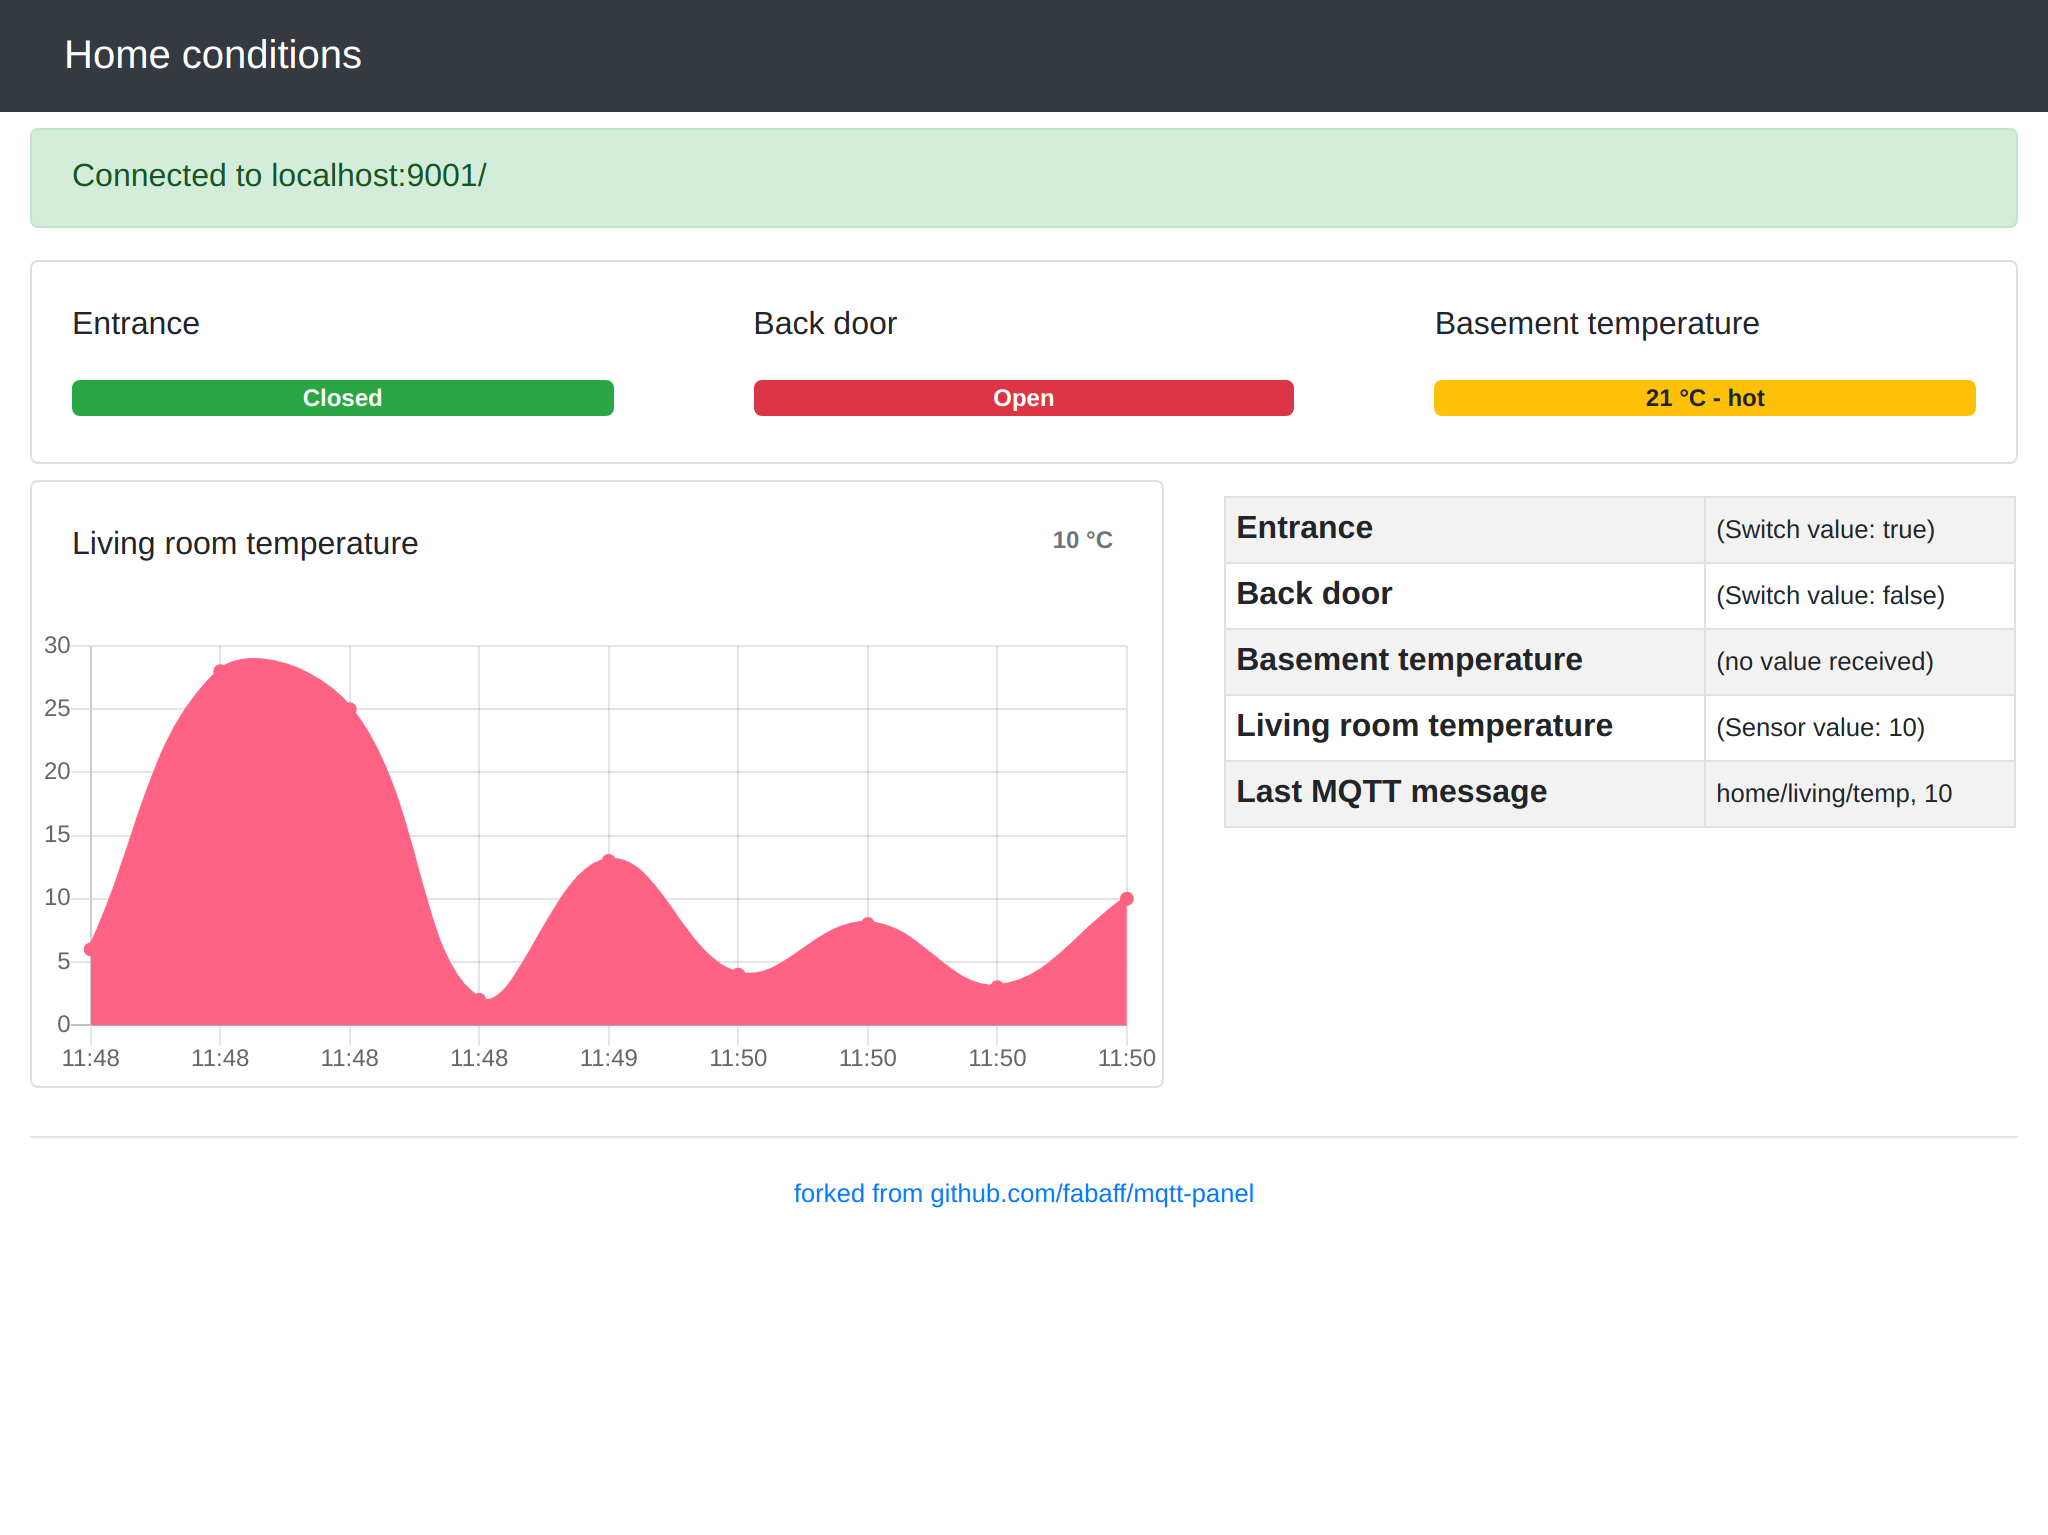 Home conditions
Connected to localhost:9001/
Entrance
Back door
Basement temperature
Closed
Open
21 °C - hot
Living room temperature
10 °C
30
25
20
15
10
5
0
11:48 11:48 11:48 11:48 11:49 11:50 11:50 11:50 11:50
Entrance (Switch value: true)
Back door (Switch value: false)
Basement temperature (no value received)
Living room temperature (Sensor value: 10)
Last MQTT message home/living/temp, 10
forked from github.com/fabaff/mqtt-panel